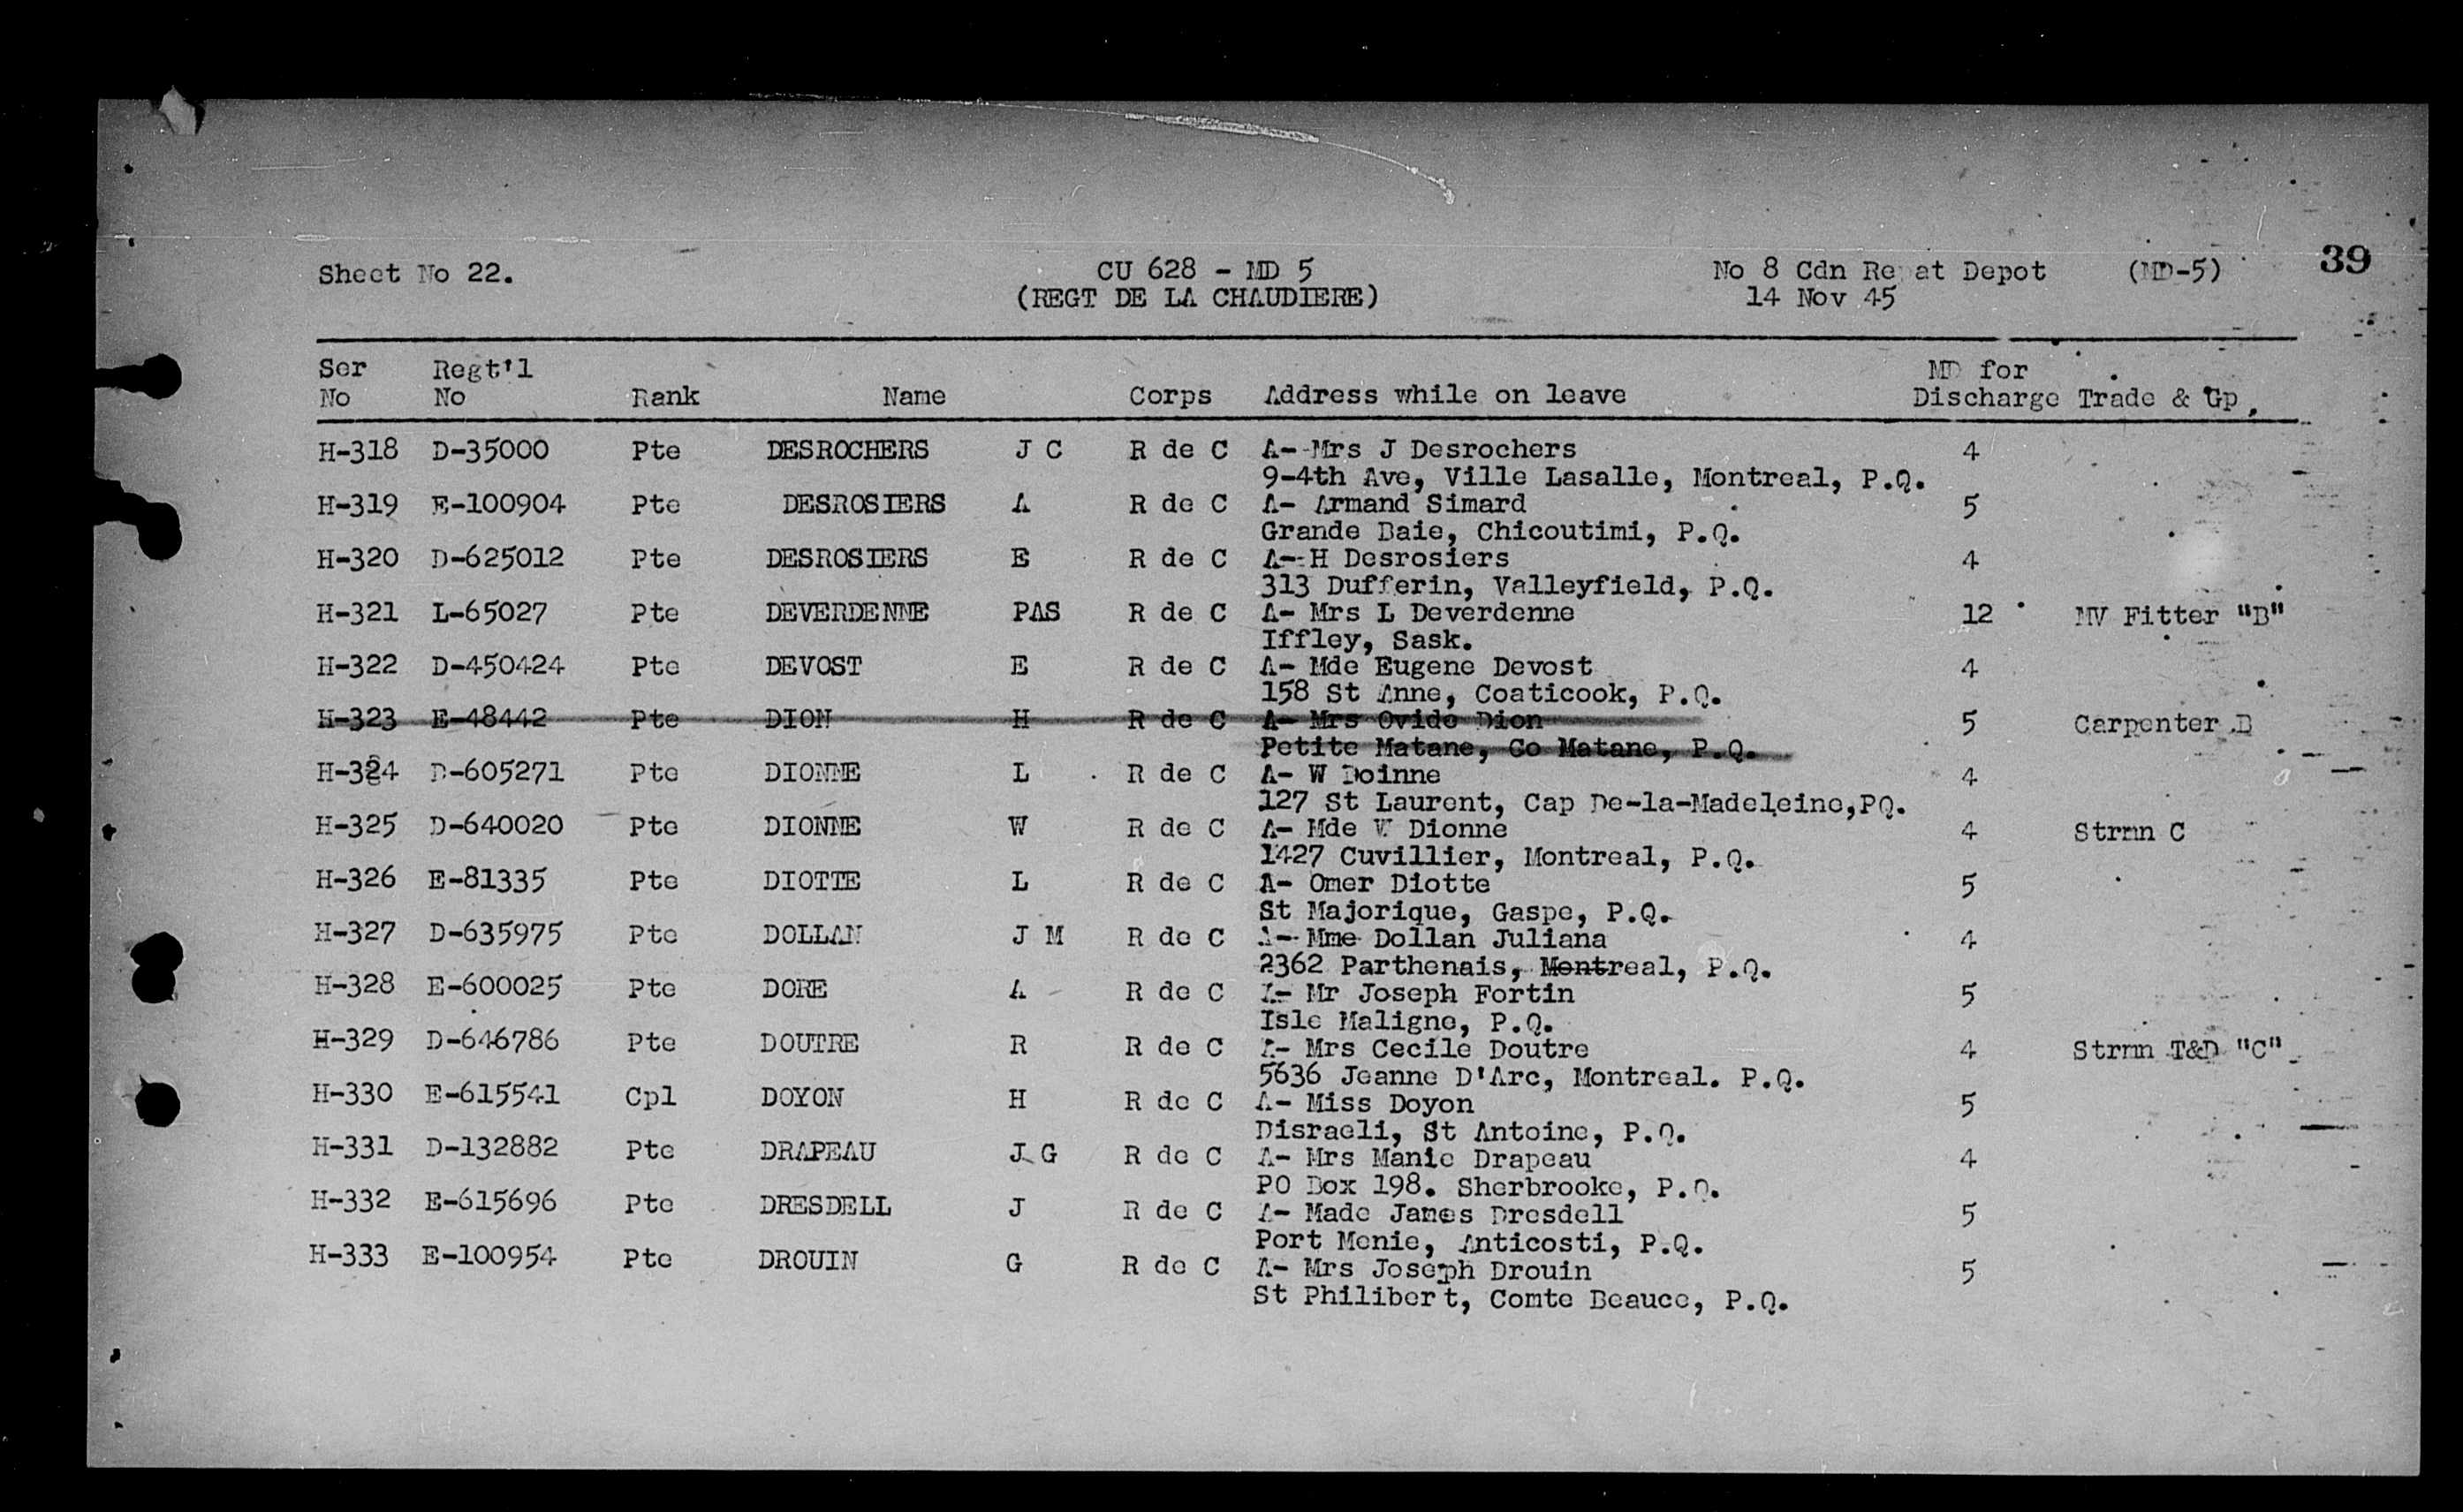 Sheet No 22. CU 628 - MD 5 No 8 Cdn Repat Depot (MD-5) 39
(REGT DE LA CHAUDIERE) 14 Nov 45
Ser Regt'l MD for
No No Rank Name Corps Address while on leave Discharge Trade & Gp
H-318 D-35000 Pte DESROCHERS J C R de C A- Mrs J Desrochers 4
9-4th Ave, Ville Lasalle, Montreal, P.Q.
H-319 E-100904 Pte DESROSIERS A R de C A- Armand Simard 5
Grande Baie, Chicoutimi, P.Q.
H-320 D-625012 Pte DESROSIERS E R de C A- H Desrosiers 4
313 Dufferin, Valleyfield, P.Q.
H-321 L-65027 Pte DEVERDENNE PAS R de C A- Mrs L Deverdenne 12 MV Fitter "B"
Iffley, Sask.
H-322 D-450424 Pte DEVOST E R de C A- Mde Eugene Devost 4
158 St Anne, Coaticook, P.Q.
H-323 E-48442 Pte DION H R de C A- Mrs Ovide Dion 5 Carpenter B
Petite Matane, Co Matane, P.Q.
H-324 D-605271 Pte DIONNE L R de C A- W Doinne 4
127 St Laurent, Cap De-la-Madeleine,PQ.
H-325 D-640020 Pte DIONNE W R de C A- Mde W Dionne 4 Strmn C
1427 Cuvillier, Montreal, P.Q.
H-326 E-81335 Pte DIOTTE L R de C A- Omer Diotte 5
St Majorique, Gaspe, P.Q.
H-327 D-635975 Pte DOLLAN J M R de C A- Mme Dollan Juliana 4
2362 Parthenais, Montreal, P.Q.
H-328 E-600025 Pte DORE A R de C A- Mr Joseph Fortin 5
Isle Maligne, P.Q.
H-329 D-646786 Pte DOUTRE R R de C A- Mrs Cecile Doutre 4 Strmn T&D "C"
5636 Jeanne D'Arc, Montreal. P.Q.
H-330 E-615541 Cpl DOYON H R de C A- Miss Doyon 5
Disraeli, St Antoine, P.Q.
H-331 D-132882 Pte DRAPEAU J G R de C A- Mrs Manie Drapeau 4
PO Box 198. Sherbrooke, P.Q.
H-332 E-615696 Pte DRESDELL J R de C A- Made James Dresdell 5
Port Menie, Anticosti, P.Q.
H-333 E-100954 Pte DROUIN G R de C A- Mrs Joseph Drouin 5
St Philibert, Comte Beauce, P.Q.